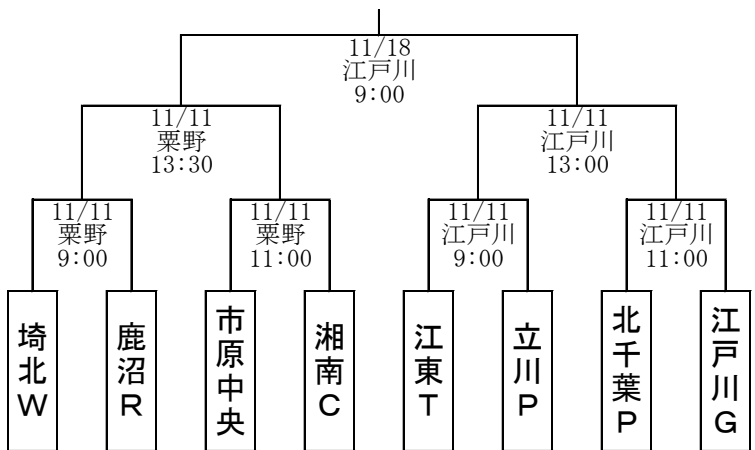 11/18
江戸川
9:00
11/11
粟野
13:30
11/11
江戸川
13:00
11/11
粟野
9:00
11/11
粟野
11:00
11/11
江戸川
9:00
11/11
江戸川
11:00
埼北W
鹿沼R
市原中央
湘南C
江東T
立川P
北千葉P
江戸川G